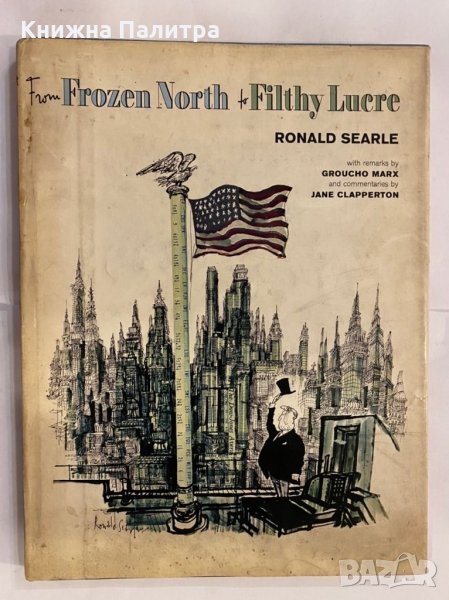 Книжна Палитра
From Frozen North to Filthy Lucre
RONALD SEARLE
with remarks by
GROUCHO MARX
and commentaries by
JANE CLAPPERTON
Ronald Searle
BAZAR